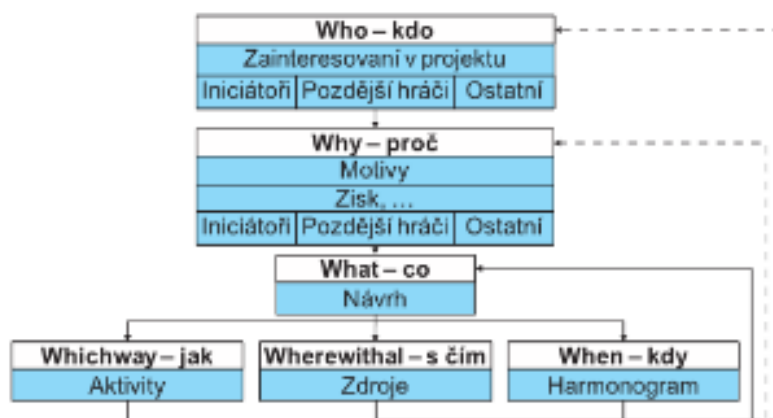 Who – kdo
Zainteresovaní v projektu
Iniciátoři Pozdější hráči Ostatní
Why – proč
Motivy
Zisk, ...
Iniciátoři Pozdější hráči Ostatní
What – co
Návrh
Whichway – jak Wherewithal – s čím When – kdy
Aktivity Zdroje Harmonogram